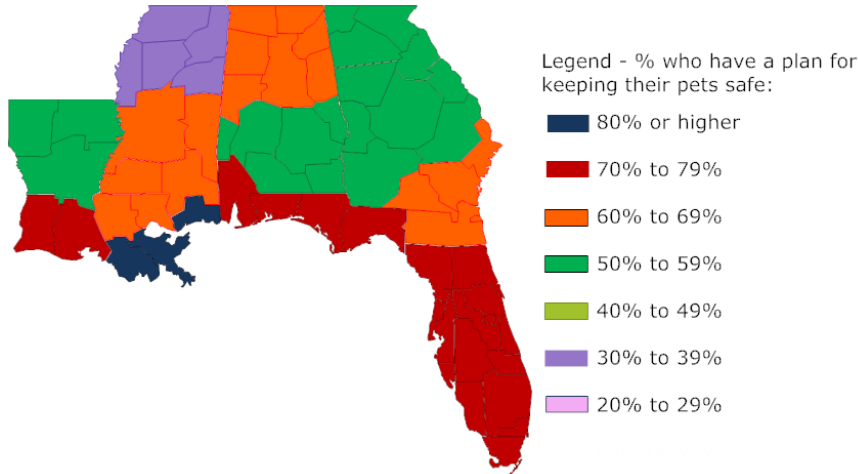 Legend - % who have a plan for
keeping their pets safe:
80% or higher
70% to 79%
60% to 69%
50% to 59%
40% to 49%
30% to 39%
20% to 29%